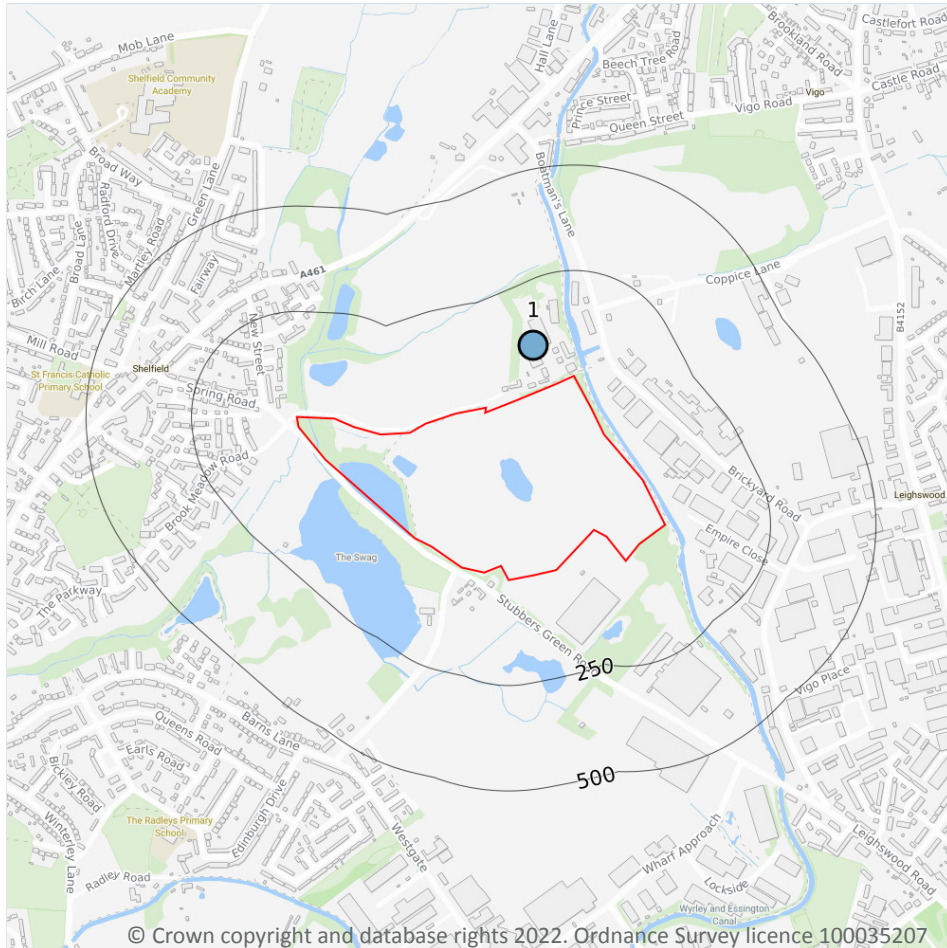 Mob Lane
Shelfield Community
Academy
Hall Lane
Beech Tree
Road
Brookland Road
Castlefort Road
Castle Road
Vigo
Vigo Road
Prince Street
Queen Street
Broad Way
Radford Drive
Green Lane
Martley Road
Broad Lane
Birch Lane
Fairway
Boatman's Lane
A461
Coppice Lane
B4152
1
New Street
Mill Road
St Francis Catholic
Primary School
Shelfield
Spring Road
Brook Meadow Road
Brickyard Road
Leighswood
Empire Close
The Swag
The Parkway
Stubbers Green Road
250
Vigo Place
Barns Lane
Queens Road
Earls Road
Bickley Road
500
Edinburgh Drive
The Radleys Primary
School
Winterley Lane
Westgate
Wharf Approach
Leighswood Road
Radley Road
Lockside
Wyrley and Essington
Canal
© Crown copyright and database rights 2022. Ordnance Survey licence 100035207